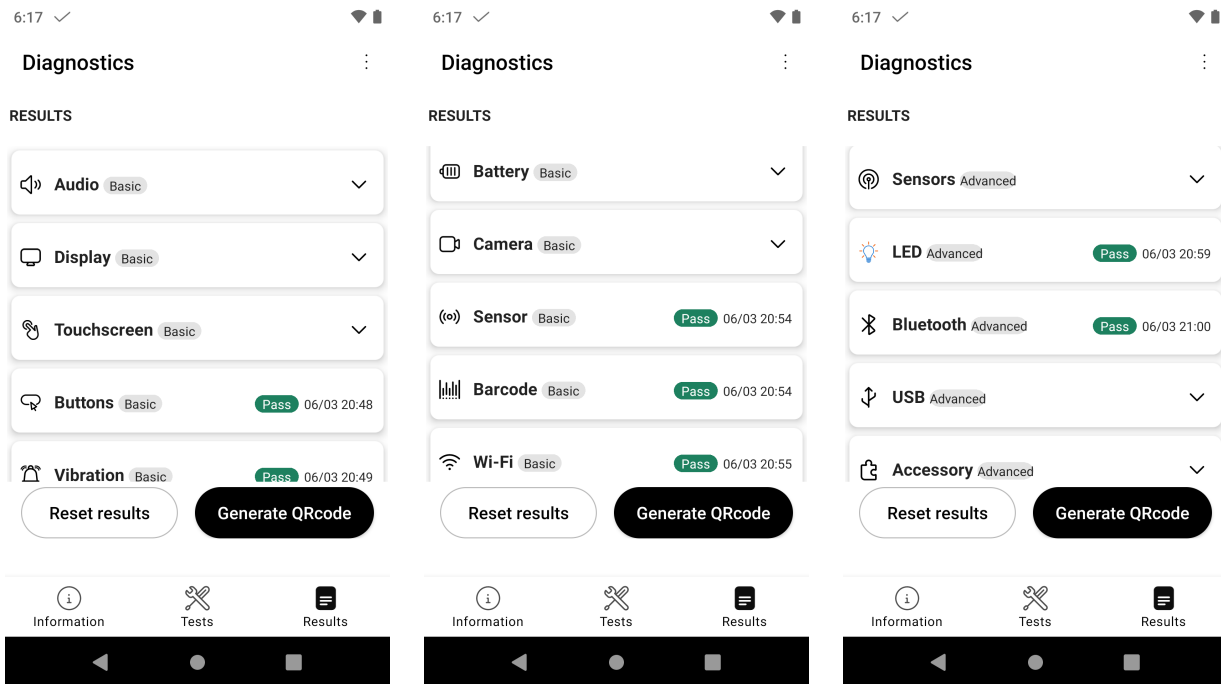 6:17
Diagnostics
RESULTS
Audio Basic
Display Basic
Touchscreen Basic
Buttons Basic Pass 06/03 20:48
Vibration Basic Pass 06/03 20:49
Reset results Generate QRcode
Information Tests Results
6:17
Diagnostics
RESULTS
Battery Basic
Camera Basic
Sensor Basic Pass 06/03 20:54
Barcode Basic Pass 06/03 20:54
Wi-Fi Basic Pass 06/03 20:55
Reset results Generate QRcode
Information Tests Results
6:17
Diagnostics
RESULTS
Sensors Advanced
LED Advanced Pass 06/03 20:59
Bluetooth Advanced Pass 06/03 21:00
USB Advanced
Accessory Advanced
Reset results Generate QRcode
Information Tests Results